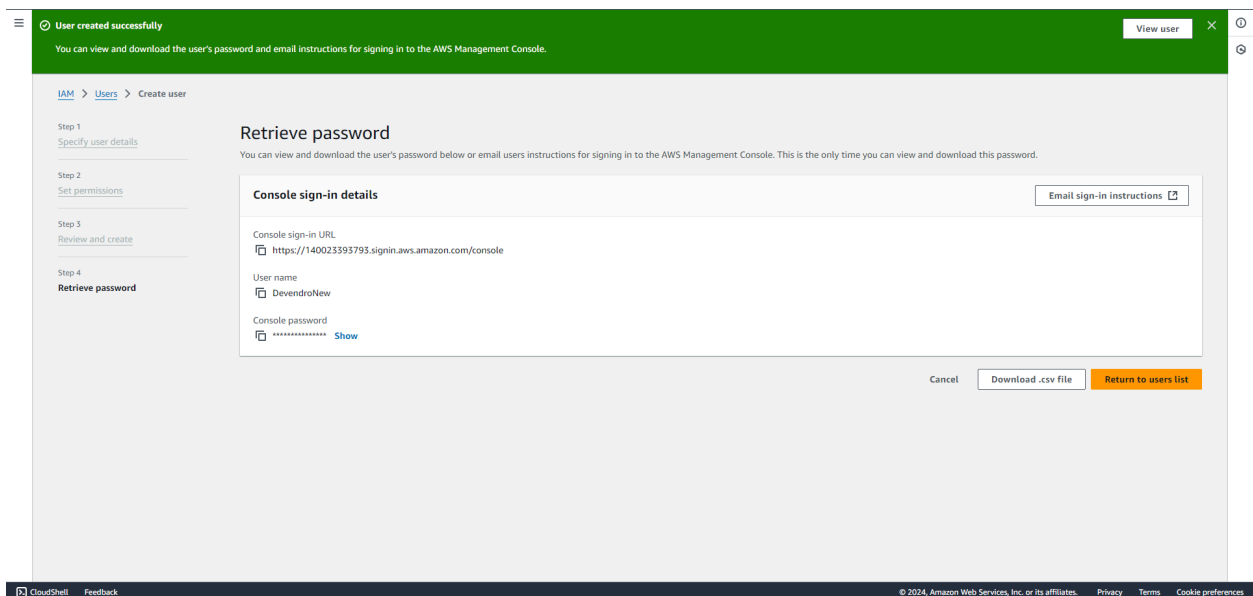 User created successfully
View user
You can view and download the user's password and email instructions for signing in to the AWS Management Console.
IAM > Users > Create user
Step 1
Specify user details
Step 2
Set permissions
Step 3
Review and create
Step 4
Retrieve password
Retrieve password
You can view and download the user's password below or email users instructions for signing in to the AWS Management Console. This is the only time you can view and download this password.
Console sign-in details
Email sign-in instructions
Console sign-in URL
https://140023393793.signin.aws.amazon.com/console
User name
DevendroNew
Console password
*************** Show
Cancel
Download .csv file
Return to users list
CloudShell Feedback
© 2024, Amazon Web Services, Inc. or its affiliates. Privacy Terms Cookie preferences